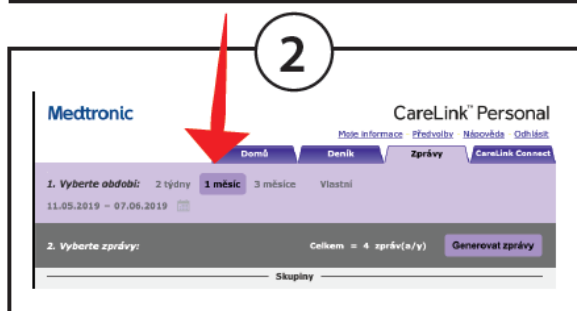 2
Medtronic
CareLink™ Personal
Moje informace Předvolby Nápověda Odhlásit
Domů Deník Zprávy CareLink Connect
1. Vyberte období: 2 týdny 1 měsíc 3 měsíce Vlastní
11.05.2019 - 07.06.2019
2. Vyberte zprávy: Celkem = 4 zpráv(a/y) Generovat zprávy
Skupiny